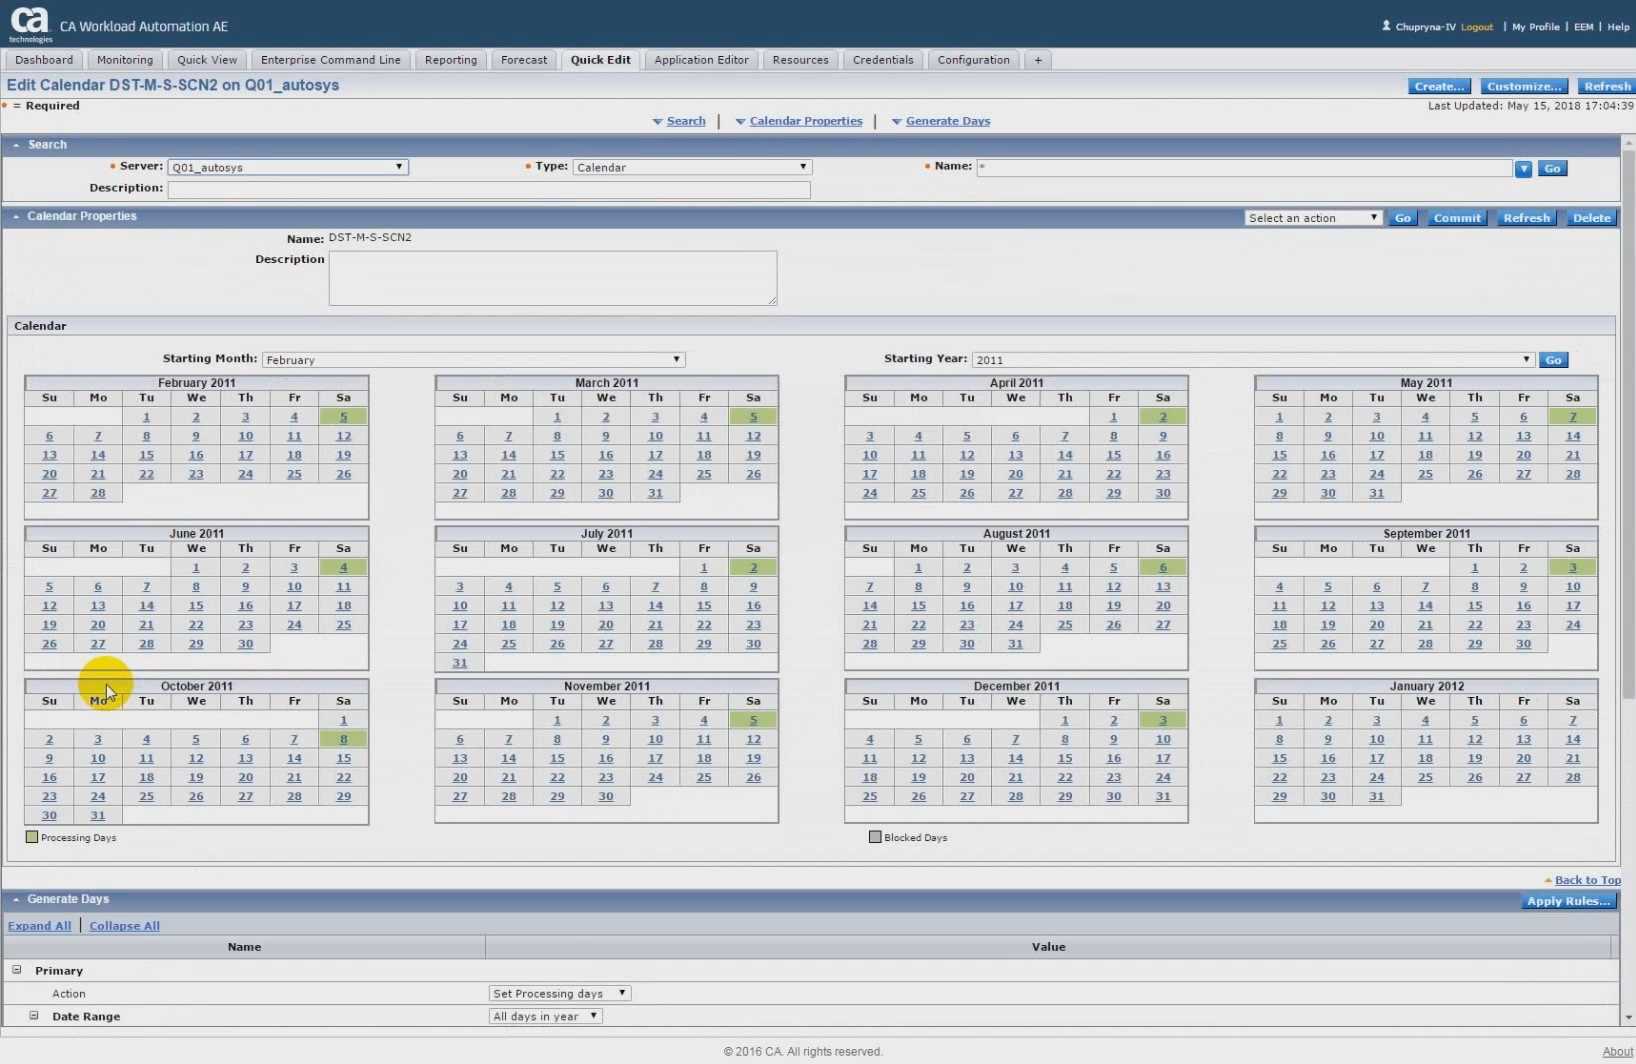 ca
technologies
CA Workload Automation AE
Chupryna-IV Logout | My Profile | EEM | Help
Dashboard Monitoring Quick View Enterprise Command Line Reporting Forecast Quick Edit Application Editor Resources Credentials Configuration +
Edit Calendar DST-M-S-SCN2 on Q01_autosys
Create... Customize... Refresh
= Required
Last Updated: May 15, 2018 17:04:39
Search | Calendar Properties | Generate Days
Search
Server: Q01_autosys Type: Calendar Name: * Go
Description:
Calendar Properties Select an action Go Commit Refresh Delete
Name: DST-M-S-SCN2
Description
Calendar
Starting Month: February Starting Year: 2011 Go
February 2011
Su Mo Tu We Th Fr Sa
1 2 3 4 5
6 7 8 9 10 11 12
13 14 15 16 17 18 19
20 21 22 23 24 25 26
27 28
March 2011
Su Mo Tu We Th Fr Sa
1 2 3 4 5
6 7 8 9 10 11 12
13 14 15 16 17 18 19
20 21 22 23 24 25 26
27 28 29 30 31
April 2011
Su Mo Tu We Th Fr Sa
1 2
3 4 5 6 7 8 9
10 11 12 13 14 15 16
17 18 19 20 21 22 23
24 25 26 27 28 29 30
May 2011
Su Mo Tu We Th Fr Sa
1 2 3 4 5 6 7
8 9 10 11 12 13 14
15 16 17 18 19 20 21
22 23 24 25 26 27 28
29 30 31
June 2011
Su Mo Tu We Th Fr Sa
1 2 3 4
5 6 7 8 9 10 11
12 13 14 15 16 17 18
19 20 21 22 23 24 25
26 27 28 29 30
July 2011
Su Mo Tu We Th Fr Sa
1 2
3 4 5 6 7 8 9
10 11 12 13 14 15 16
17 18 19 20 21 22 23
24 25 26 27 28 29 30
31
August 2011
Su Mo Tu We Th Fr Sa
1 2 3 4 5 6
7 8 9 10 11 12 13
14 15 16 17 18 19 20
21 22 23 24 25 26 27
28 29 30 31
September 2011
Su Mo Tu We Th Fr Sa
1 2 3
4 5 6 7 8 9 10
11 12 13 14 15 16 17
18 19 20 21 22 23 24
25 26 27 28 29 30
October 2011
Su Mo Tu We Th Fr Sa
1
2 3 4 5 6 7 8
9 10 11 12 13 14 15
16 17 18 19 20 21 22
23 24 25 26 27 28 29
30 31
November 2011
Su Mo Tu We Th Fr Sa
1 2 3 4 5
6 7 8 9 10 11 12
13 14 15 16 17 18 19
20 21 22 23 24 25 26
27 28 29 30
December 2011
Su Mo Tu We Th Fr Sa
1 2 3
4 5 6 7 8 9 10
11 12 13 14 15 16 17
18 19 20 21 22 23 24
25 26 27 28 29 30 31
January 2012
Su Mo Tu We Th Fr Sa
1 2 3 4 5 6 7
8 9 10 11 12 13 14
15 16 17 18 19 20 21
22 23 24 25 26 27 28
29 30 31
Processing Days Blocked Days
Back to Top
Generate Days Apply Rules...
Expand All | Collapse All
Name Value
Primary
Action Set Processing days
Date Range All days in year
© 2016 CA. All rights reserved. About